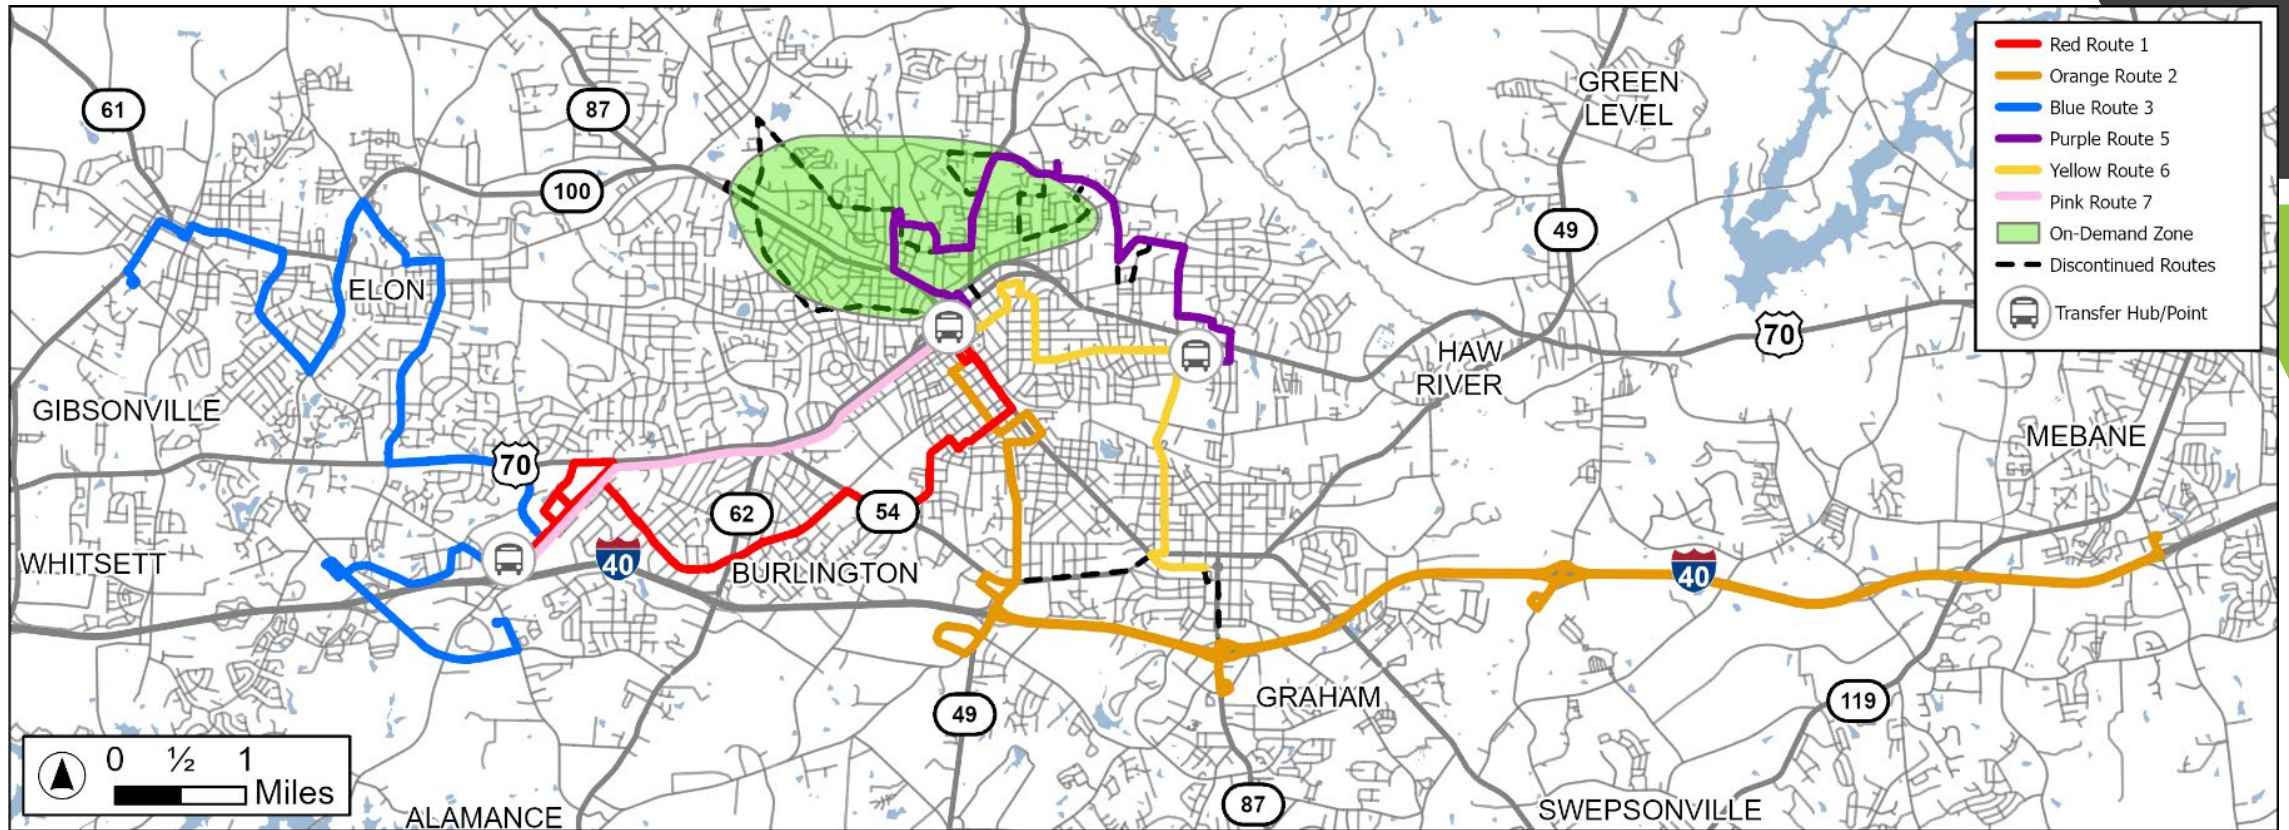 Red Route 1
Orange Route 2
Blue Route 3
Purple Route 5
Yellow Route 6
Pink Route 7
On-Demand Zone
Discontinued Routes
Transfer Hub/Point
61
87
100
GREEN
LEVEL
49
ELON
70
HAW
RIVER
GIBSONVILLE
MEBANE
70
62
54
WHITSETT
40
BURLINGTON
40
GRAHAM
49
119
0 ½ 1
Miles
87
ALAMANCE
SWEPSONVILLE